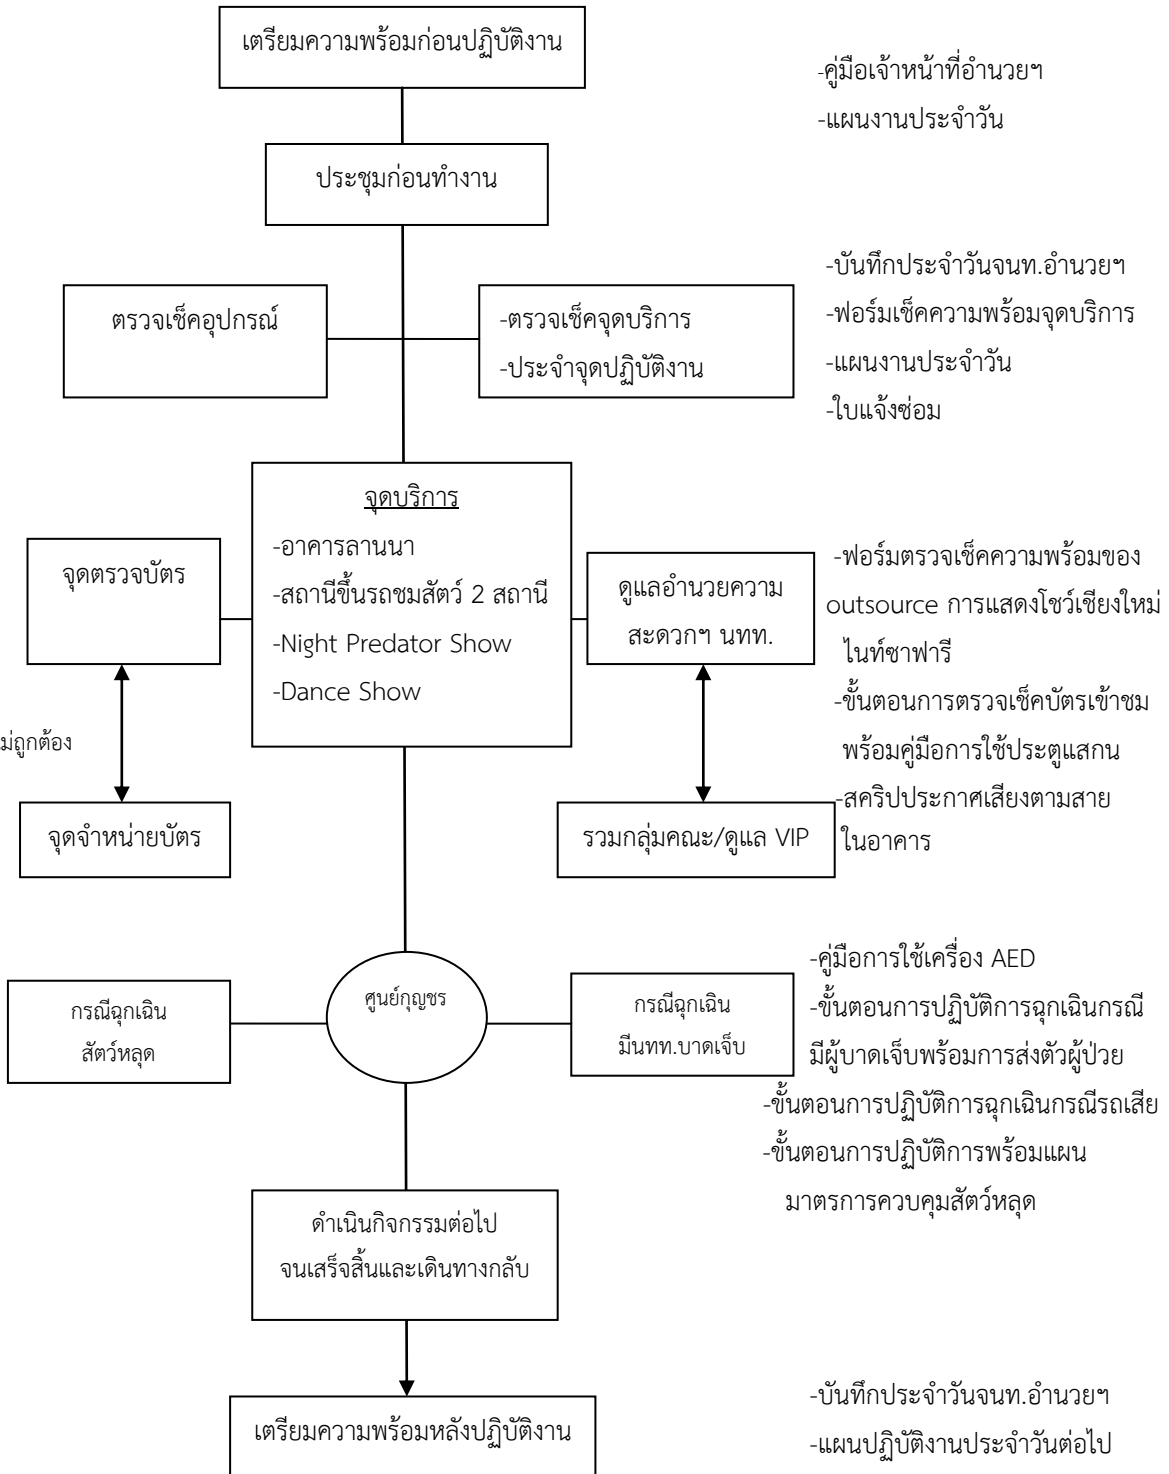 เตรียมความพร้อมก่อนปฏิบัติงาน
-คู่มือเจ้าหน้าที่อำนวยฯ
-แผนงานประจำวัน
ประชุมก่อนทำงาน
ตรวจเช็คอุปกรณ์
-ตรวจเช็คจุดบริการ
-ประจำจุดปฏิบัติงาน
-บันทึกประจำวันจนท.อำนวยฯ
-ฟอร์มเช็คความพร้อมจุดบริการ
-แผนงานประจำวัน
-ใบแจ้งซ่อม
จุดบริการ
-อาคารลานนา
-สถานีขึ้นรถชมสัตว์ 2 สถานี
-Night Predator Show
-Dance Show
จุดตรวจบัตร
ดูแลอำนวยความ
สะดวกฯ นทท.
-ฟอร์มตรวจเช็คความพร้อมของ
outsource การแสดงโชว์เชียงใหม่
ไนท์ซาฟารี
-ขั้นตอนการตรวจเช็คบัตรเข้าชม
พร้อมคู่มือการใช้ประตูแสกน
-สคริปประกาศเสียงตามสาย
ในอาคาร
ม่ถูกต้อง
จุดจำหน่ายบัตร
รวมกลุ่มคณะ/ดูแล VIP
กรณีฉุกเฉิน
สัตว์หลุด
ศูนย์กุญชร
กรณีฉุกเฉิน
มีนทท.บาดเจ็บ
-คู่มือการใช้เครื่อง AED
-ขั้นตอนการปฏิบัติการฉุกเฉินกรณี
มีผู้บาดเจ็บพร้อมการส่งตัวผู้ป่วย
-ขั้นตอนการปฏิบัติการฉุกเฉินกรณีรถเสีย
-ขั้นตอนการปฏิบัติการพร้อมแผน
มาตรการควบคุมสัตว์หลุด
ดำเนินกิจกรรมต่อไป
จนเสร็จสิ้นและเดินทางกลับ
เตรียมความพร้อมหลังปฏิบัติงาน
-บันทึกประจำวันจนท.อำนวยฯ
-แผนปฏิบัติงานประจำวันต่อไป